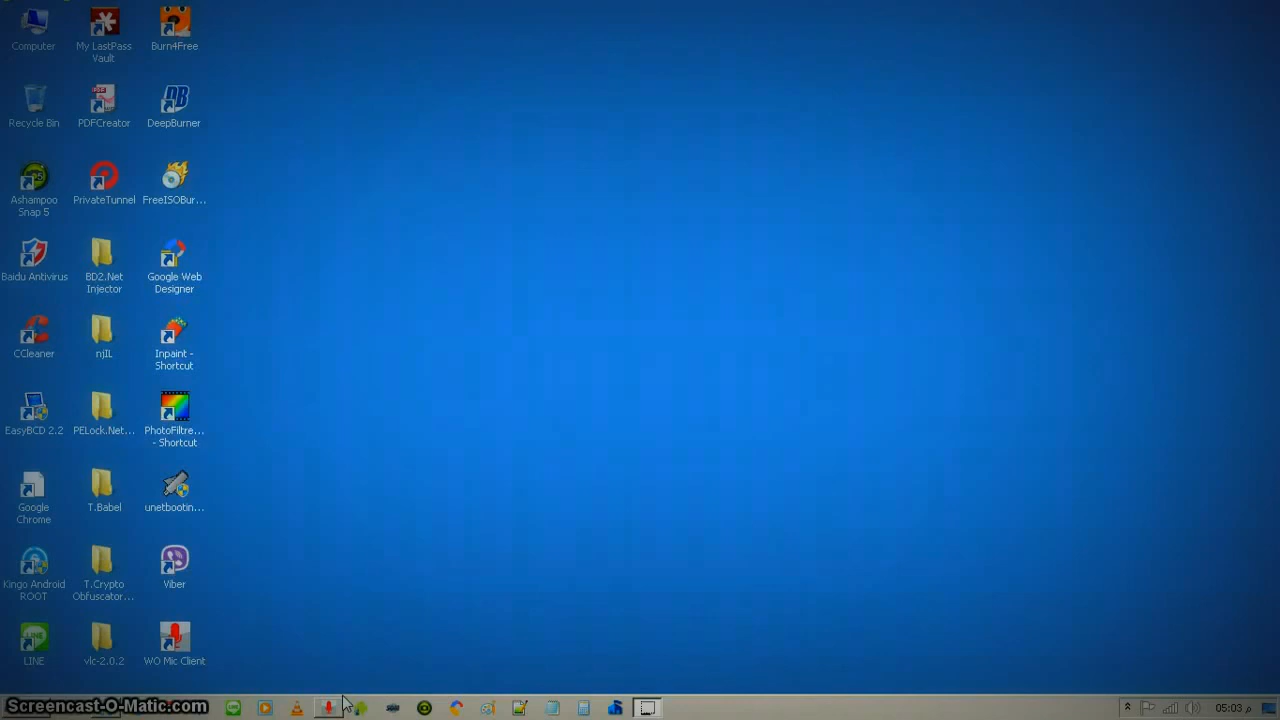 Computer
My LastPass
Vault
Burn4Free
Recycle Bin
PDFCreator
DeepBurner
Ashampoo
Snap 5
PrivateTunnel
FreeISOBur...
Baidu Antivirus
BD2.Net
Injector
Google Web
Designer
CCleaner
njIL
Inpaint -
Shortcut
EasyBCD 2.2
PELock.Net...
PhotoFiltre...
- Shortcut
Google
Chrome
T.Babel
unetbootin...
Kingo Android
ROOT
T.Crypto
Obfuscator...
Viber
LINE
vlc-2.0.2
WO Mic Client
Screencast-O-Matic.com
05:03 م